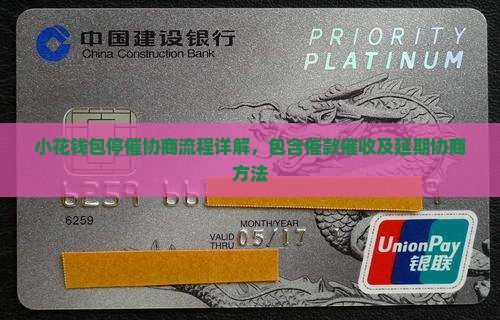 中国建设银行
China Construction Bank
PRIORITY
PLATINUM
小花钱包停催协商流程详解，包含催款催收及延期协商
方法
6259
MONTH/YEAR
VALID
THRU 05/17
UnionPay
银联